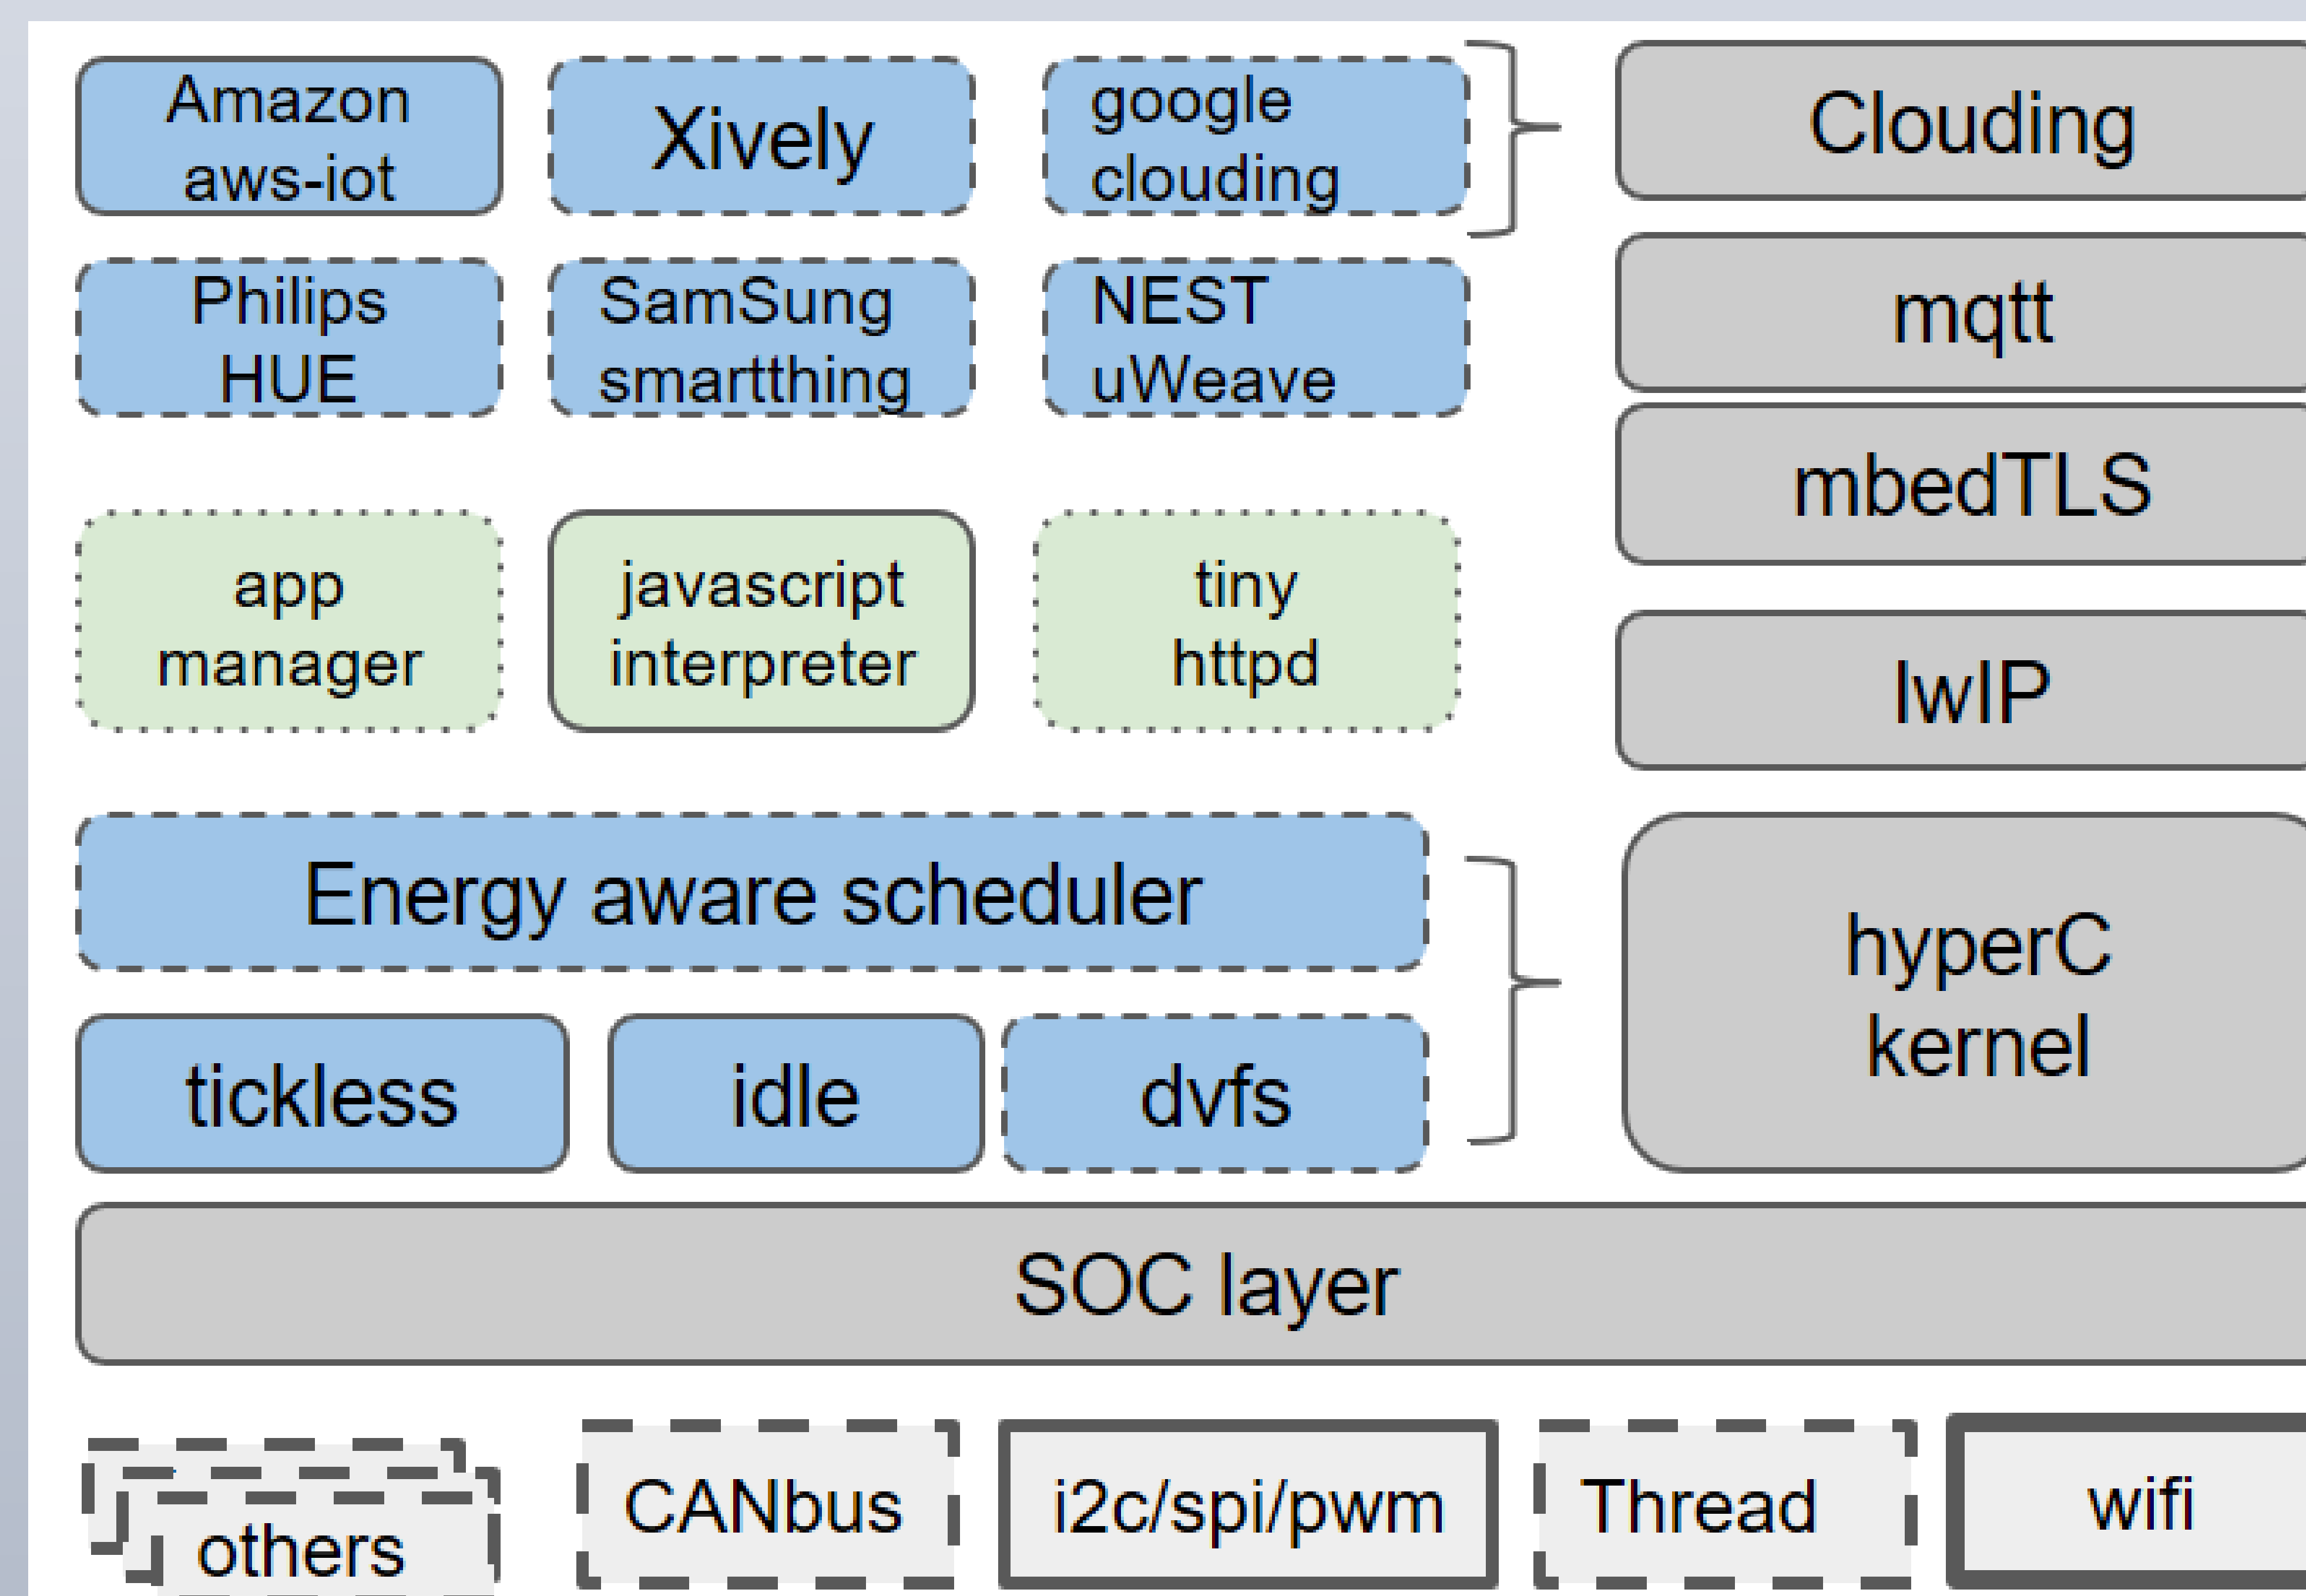 Amazon
aws-iot
Xively
google
clouding
Clouding
Philips
HUE
SamSung
smartthing
NEST
uWeave
mqtt
mbedTLS
app
manager
javascript
interpreter
tiny
httpd
lwIP
Energy aware scheduler
hyperC
kernel
tickless
idle
dvfs
SOC layer
others
CANbus
i2c/spi/pwm
Thread
wifi